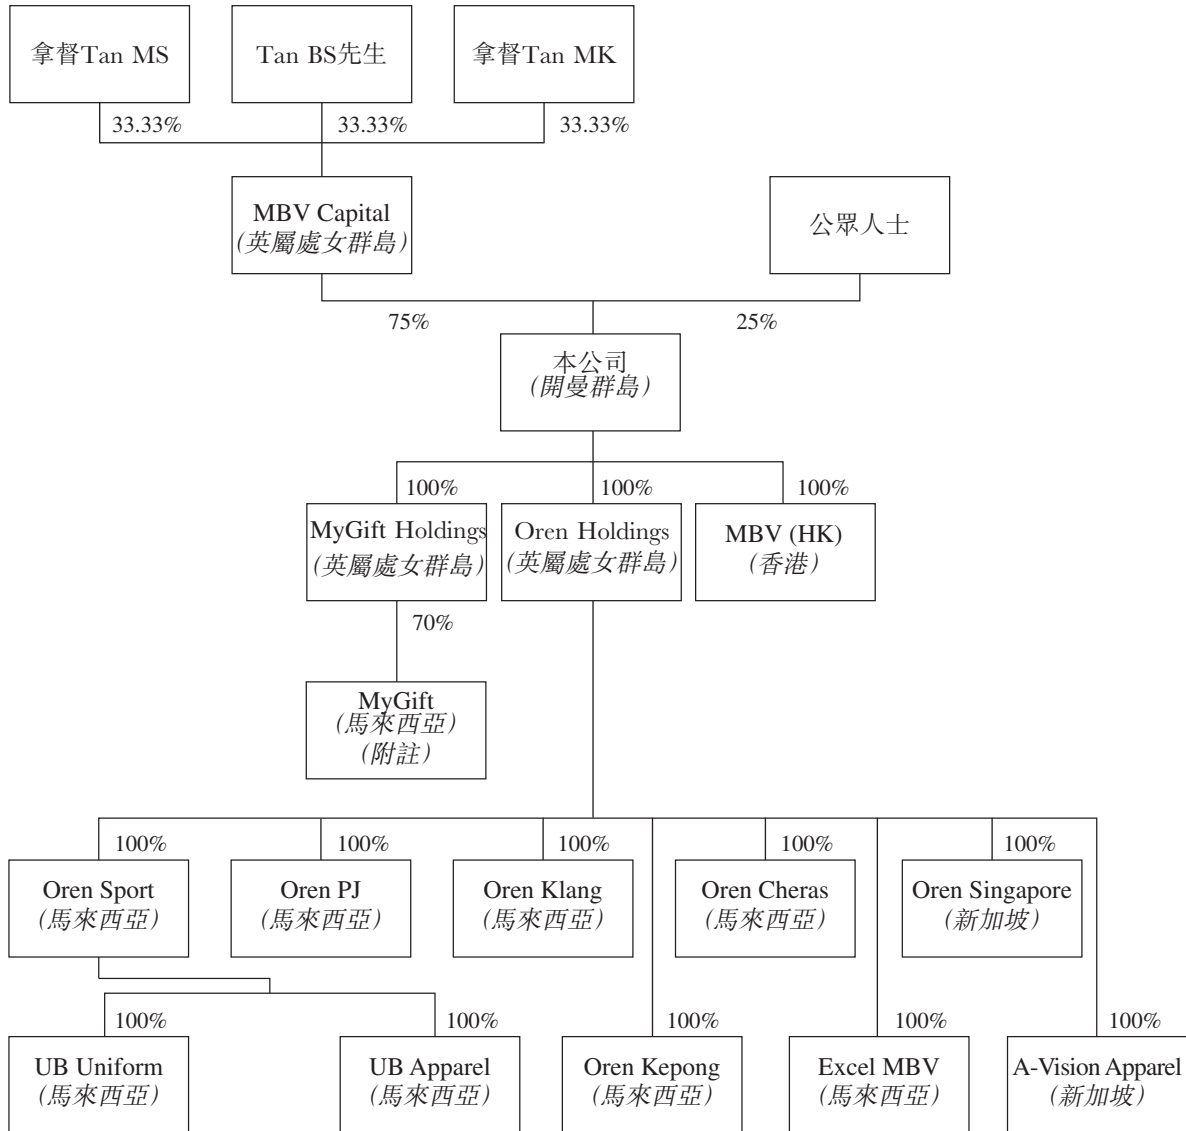 拿督Tan MS
Tan BS先生
拿督Tan MK
33.33%
33.33%
33.33%
MBV Capital
(英屬處女群島)
公眾人士
75%
25%
本公司
(開曼群島)
100%
100%
100%
MyGift Holdings
(英屬處女群島)
Oren Holdings
(英屬處女群島)
MBV (HK)
(香港)
70%
MyGift
(馬來西亞)
(附註)
100%
100%
100%
100%
100%
Oren Sport
(馬來西亞)
Oren PJ
(馬來西亞)
Oren Klang
(馬來西亞)
Oren Cheras
(馬來西亞)
Oren Singapore
(新加坡)
100%
100%
100%
100%
100%
UB Uniform
(馬來西亞)
UB Apparel
(馬來西亞)
Oren Kepong
(馬來西亞)
Excel MBV
(馬來西亞)
A-Vision Apparel
(新加坡)